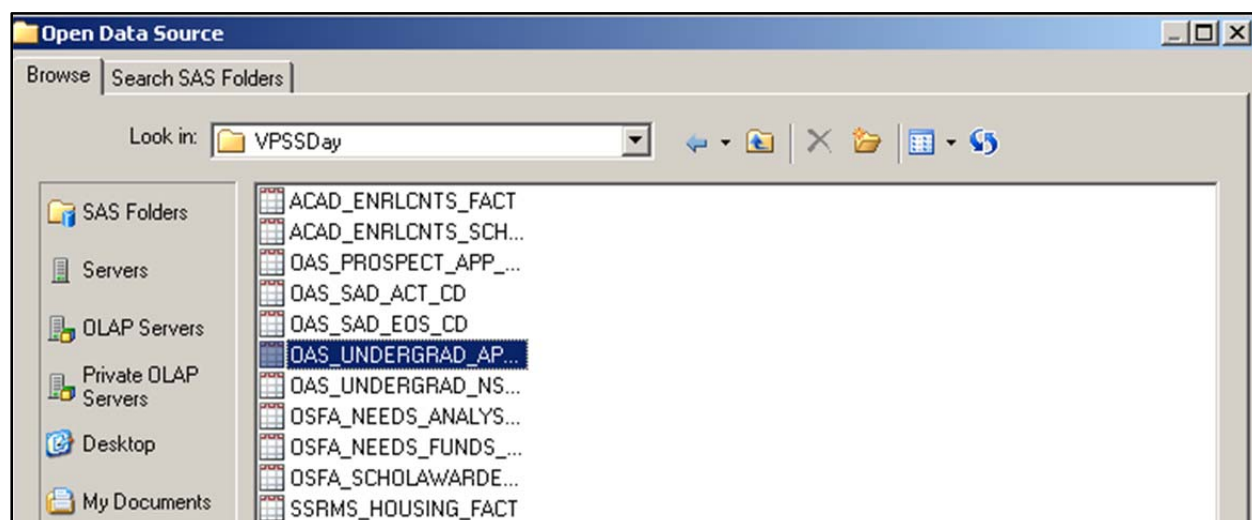 Open Data Source
Browse
Search SAS Folders
Look in:
VPSSDay
SAS Folders
Servers
OLAP Servers
Private OLAP
Servers
Desktop
My Documents
ACAD_ENRLCNTS_FACT
ACAD_ENRLCNTS_SCH...
OAS_PROSPECT_APP_...
OAS_SAD_ACT_CD
OAS_SAD_EOS_CD
OAS_UNDERGRAD_AP...
OAS_UNDERGRAD_NS...
OSFA_NEEDS_ANALYS...
OSFA_NEEDS_FUNDS_...
OSFA_SCHOLAWARDE...
SSRMS_HOUSING_FACT